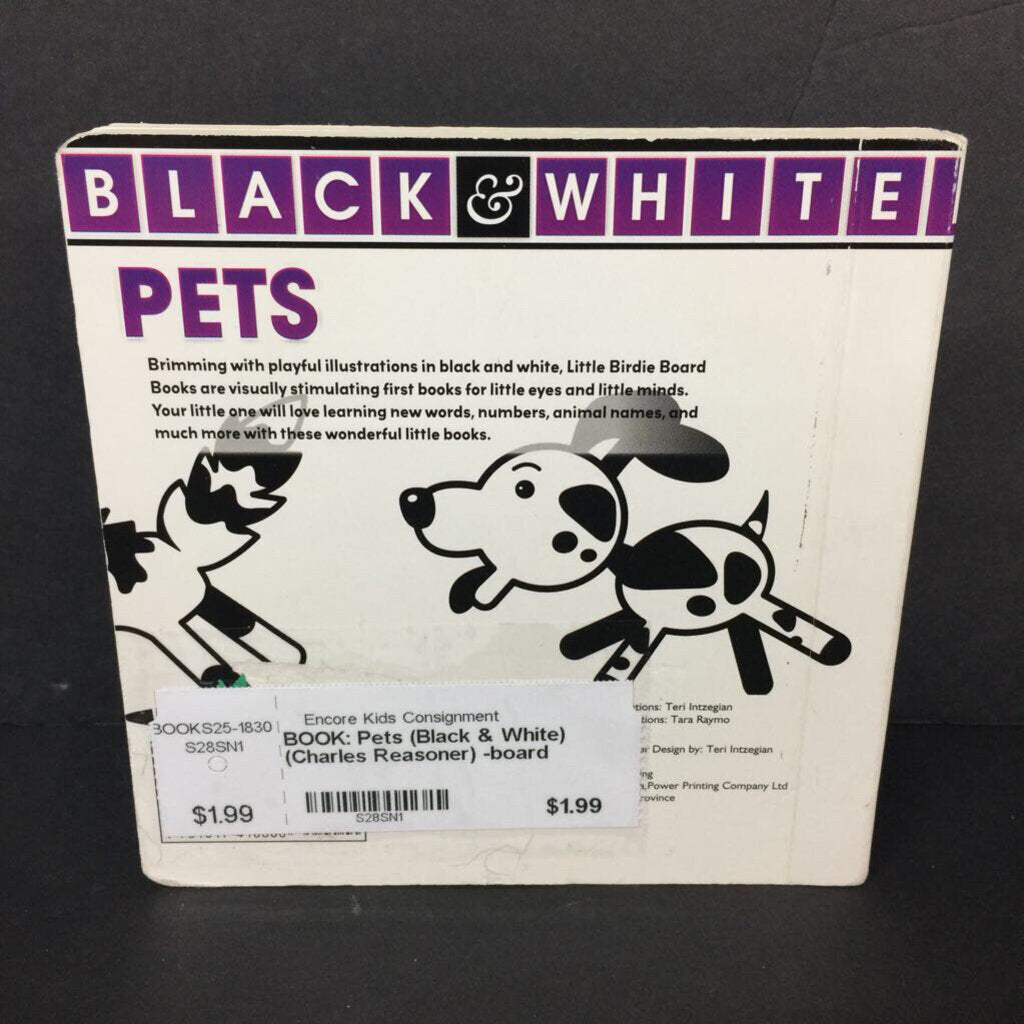 BLACK & WHITE
PETS
Brimming with playful illustrations in black and white, Little Birdie Board
Books are visually stimulating first books for little eyes and little minds.
Your little one will love learning new words, numbers, animal names, and
much more with these wonderful little books.
Teri Intzegian
Tara Raymo
Design by: Teri Intzegian
Power Printing Company Ltd
BOOKS25-1830
S28SN1
$1.99
Encore Kids Consignment
BOOK: Pets (Black & White)
(Charles Reasoner) -board
S28SN1
$1.99